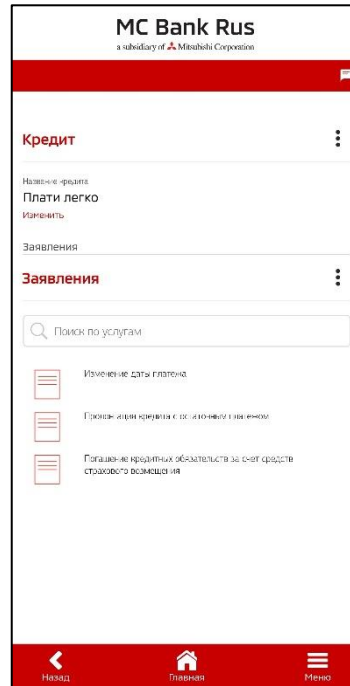 MC Bank Rus
a subsidiary of Mitsubishi Corporation
Кредит
Название кредита
Плати легко
Изменить
Заявления
Заявления
Поиск по услугам
Изменение даты платежа
Пролонгация кредита с остаточным платежом
Погашение кредитных обязательств за счет средств
страхового возмещения
Назад
Главная
Меню